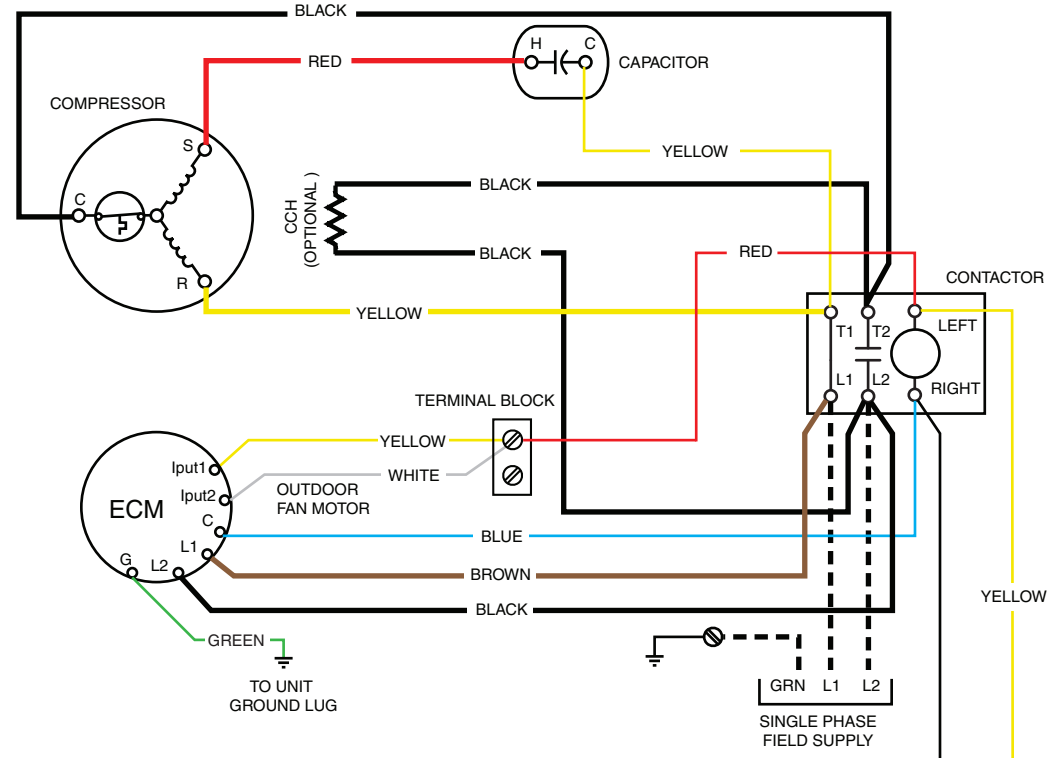 BLACK
H C
RED
CAPACITOR
COMPRESSOR
S
YELLOW
BLACK
C
CCH
(OPTIONAL )
BLACK
RED
R
CONTACTOR
YELLOW
T1 T2 LEFT
L1 L2 RIGHT
TERMINAL BLOCK
YELLOW
Iput1
WHITE
Iput2
OUTDOOR
FAN MOTOR
ECM
C
BLUE
L1
G L2
BROWN
YELLOW
BLACK
GREEN
TO UNIT
GROUND LUG
GRN L1 L2
SINGLE PHASE
FIELD SUPPLY